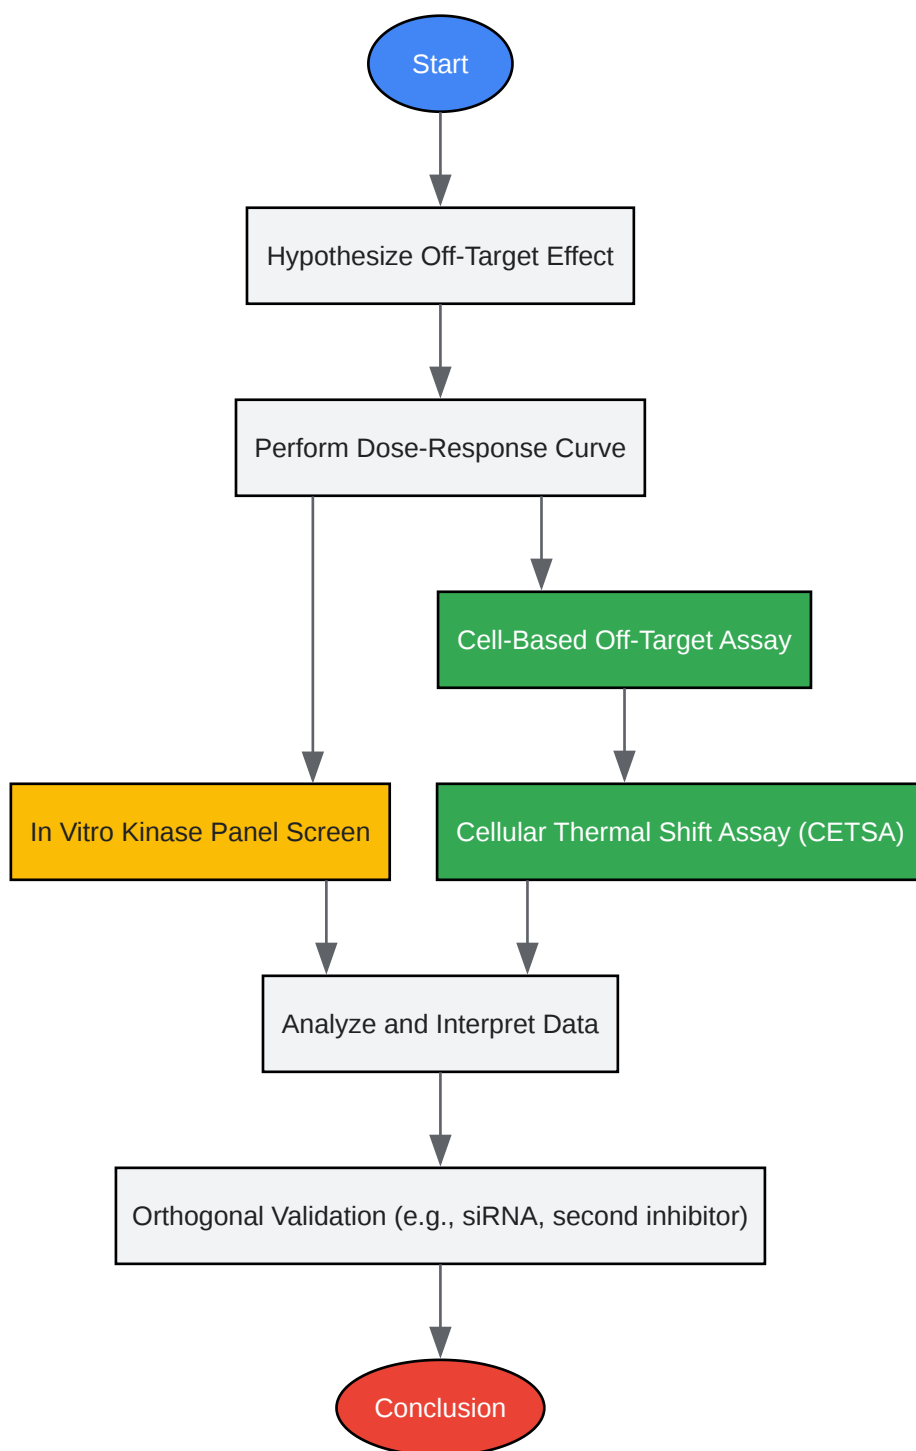 Start
Hypothesize Off-Target Effect
Perform Dose-Response Curve
Cell-Based Off-Target Assay
In Vitro Kinase Panel Screen
Cellular Thermal Shift Assay (CETSA)
Analyze and Interpret Data
Orthogonal Validation (e.g., siRNA, second inhibitor)
Conclusion